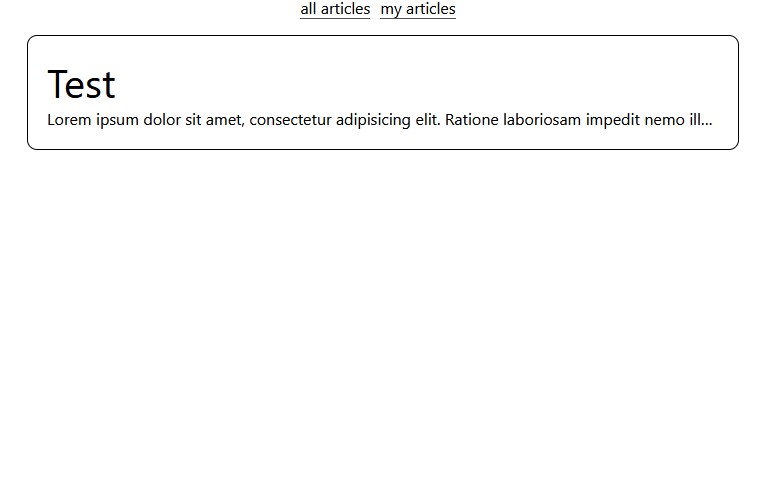 all articles my articles
Test
Lorem ipsum dolor sit amet, consectetur adipisicing elit. Ratione laboriosam impedit nemo ill...